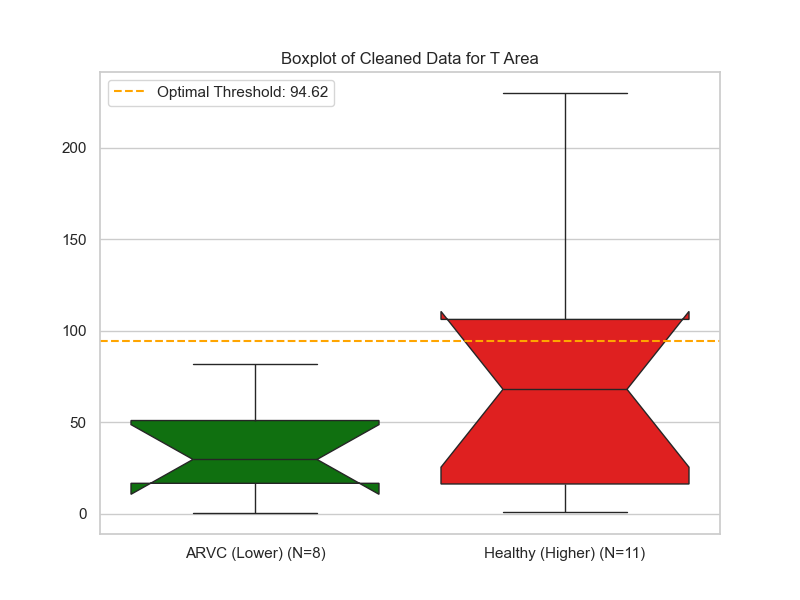 Boxplot of Cleaned Data for T Area
Optimal Threshold: 94.62
200
150
100
50
0
ARVC (Lower) (N=8)
Healthy (Higher) (N=11)